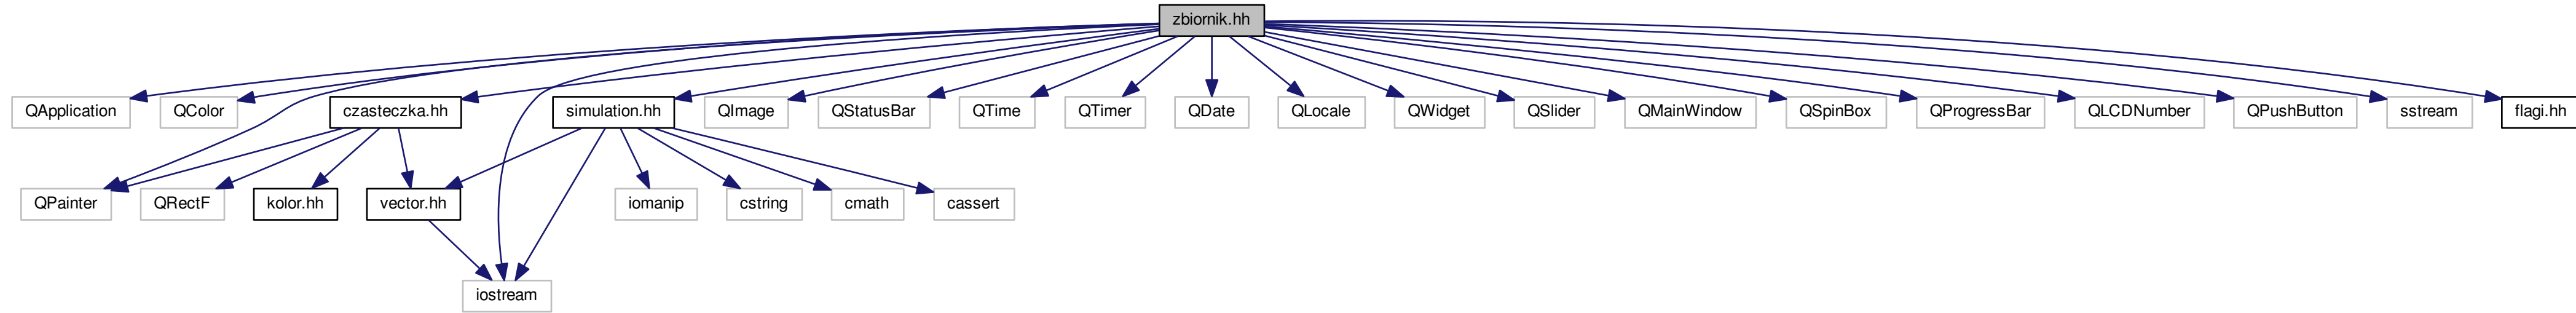 zbiornik.hh
QApplication
QColor
czasteczka.hh
simulation.hh
QImage
QStatusBar
QTime
QTimer
QDate
QLocale
QWidget
QSlider
QMainWindow
QSpinBox
QProgressBar
QLCDNumber
QPushButton
sstream
flagi.hh
QPainter
QRectF
kolor.hh
vector.hh
iomanip
cstring
cmath
cassert
iostream